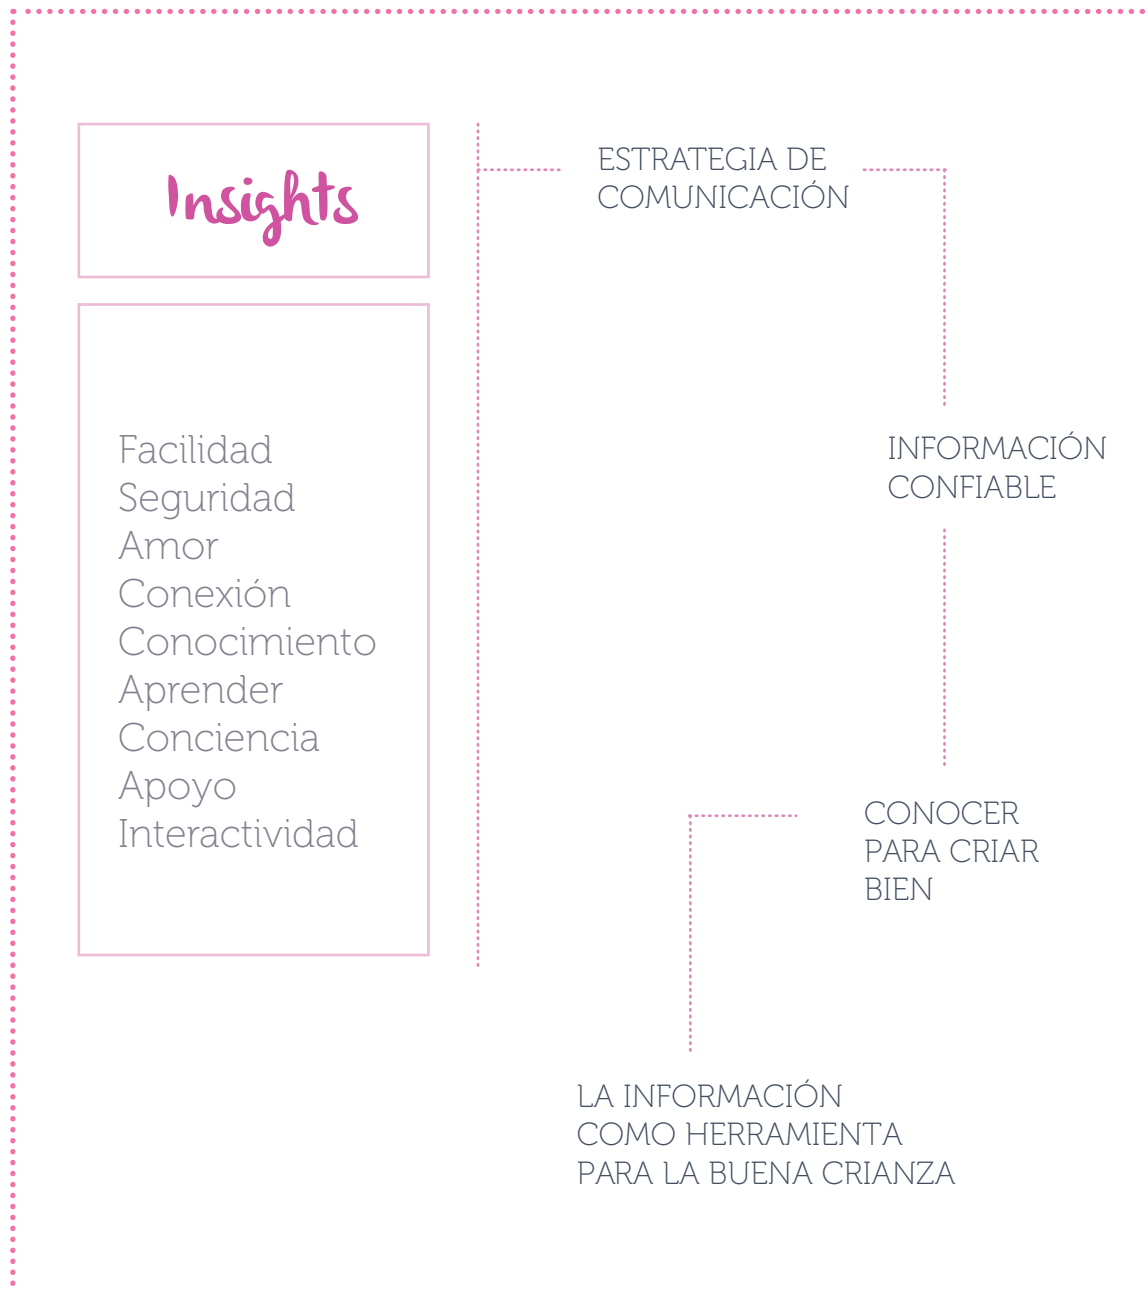 Insights
Facilidad
Seguridad
Amor
Conexión
Conocimiento
Aprender
Conciencia
Apoyo
Interactividad
ESTRATEGIA DE
COMUNICACIÓN
INFORMACIÓN
CONFIABLE
CONOCER
PARA CRIAR
BIEN
LA INFORMACIÓN
COMO HERRAMIENTA
PARA LA BUENA CRIANZA